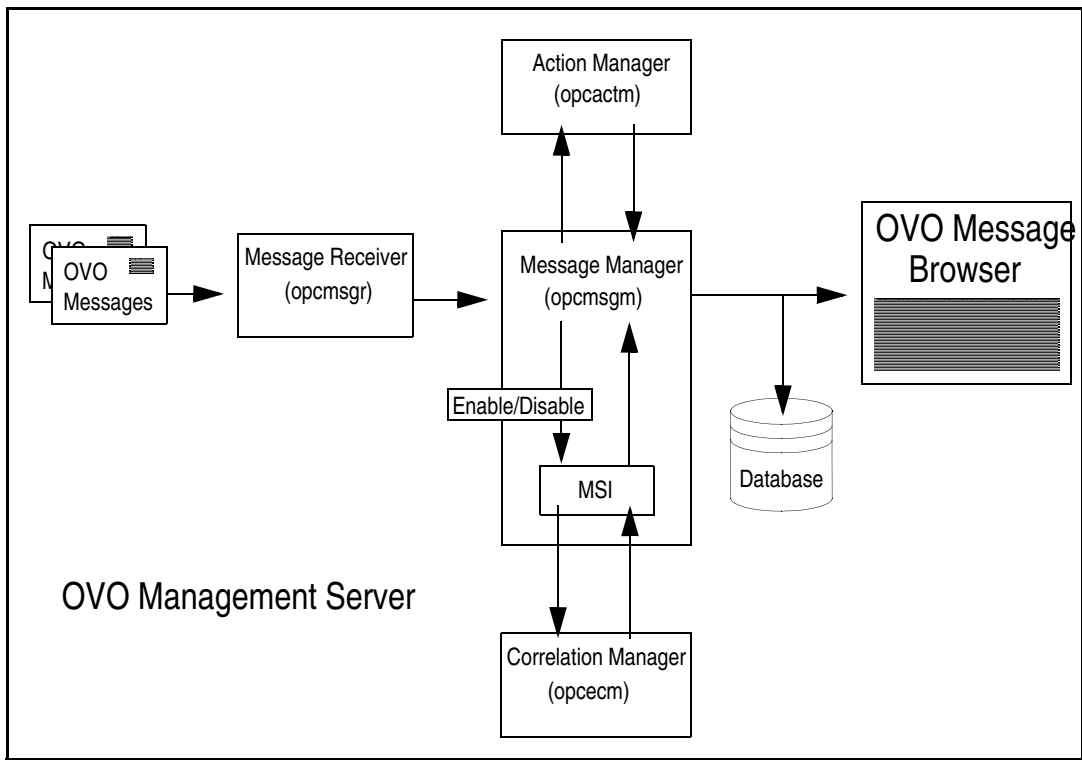 Action Manager
(opcactm)
OVO
M
OVO
Messages
Message Receiver
(opcmsgr)
Message Manager
(opcmsgm)
OVO Message
Browser
Enable/Disable
MSI
Database
OVO Management Server
Correlation Manager
(opcecm)